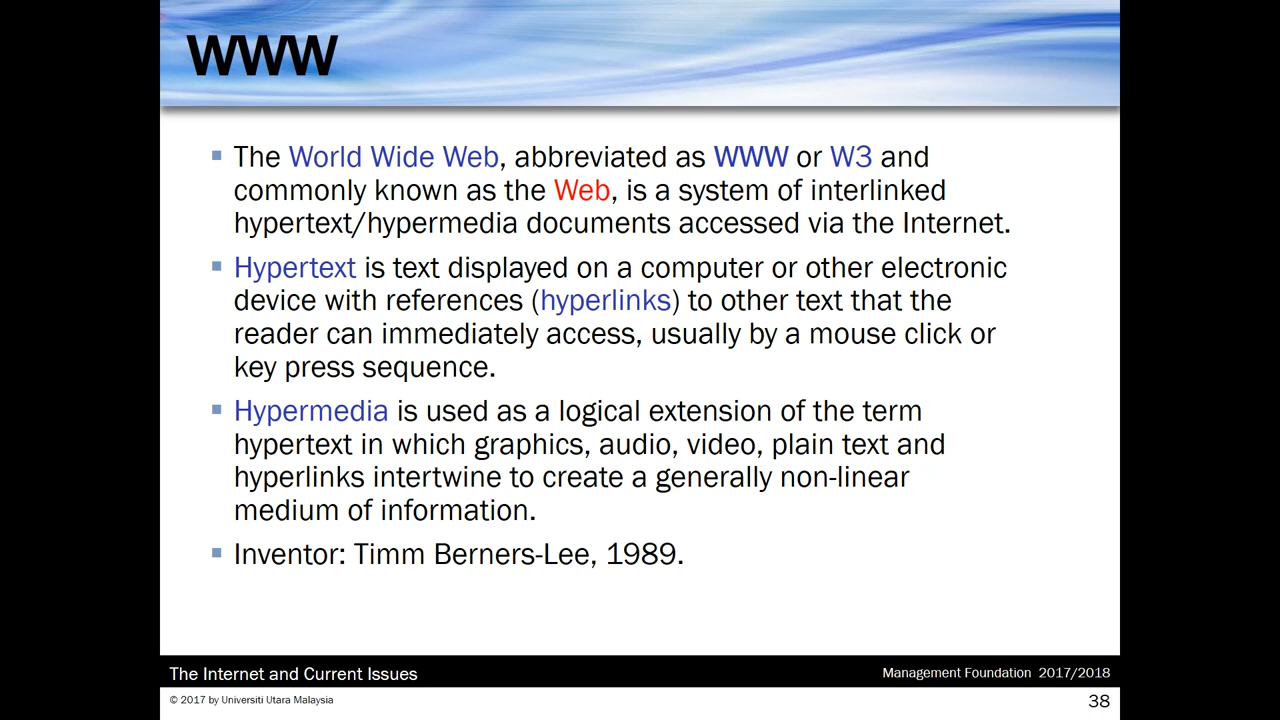 WWW
The World Wide Web, abbreviated as WWW or W3 and
commonly known as the Web, is a system of interlinked
hypertext/hypermedia documents accessed via the Internet.
Hypertext is text displayed on a computer or other electronic
device with references (hyperlinks) to other text that the
reader can immediately access, usually by a mouse click or
key press sequence.
Hypermedia is used as a logical extension of the term
hypertext in which graphics, audio, video, plain text and
hyperlinks intertwine to create a generally non-linear
medium of information.
Inventor: Timm Berners-Lee, 1989.
The Internet and Current Issues
Management Foundation 2017/2018
© 2017 by Universiti Utara Malaysia
38